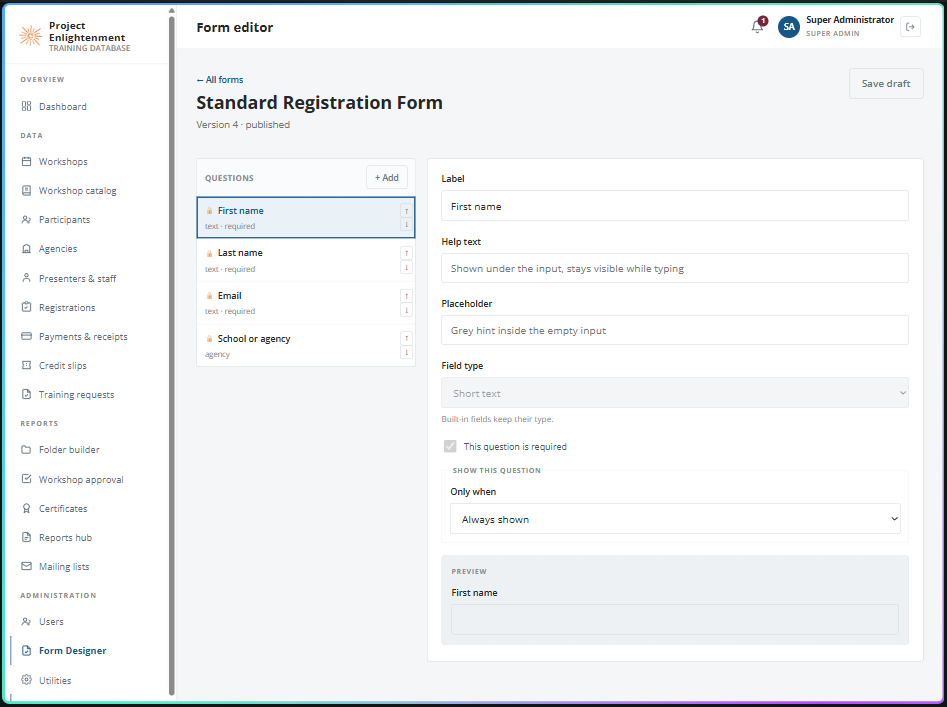 Project
Enlightenment
TRAINING DATABASE
OVERVIEW
Dashboard
DATA
Workshops
Workshop catalog
Participants
Agencies
Presenters & staff
Registrations
Payments & receipts
Credit slips
Training requests
REPORTS
Folder builder
Workshop approval
Certificates
Reports hub
Mailing lists
ADMINISTRATION
Users
Form Designer
Utilities
Form editor
1
SA
Super Administrator
SUPER ADMIN
← All forms
Standard Registration Form
Version 4 · published
Save draft
QUESTIONS
+ Add
First name
text · required
↑
↓
Last name
text · required
↑
↓
Email
text · required
↑
↓
School or agency
agency
↑
↓
Label
First name
Help text
Shown under the input, stays visible while typing
Placeholder
Grey hint inside the empty input
Field type
Short text
Built-in fields keep their type.
This question is required
SHOW THIS QUESTION
Only when
Always shown
PREVIEW
First name